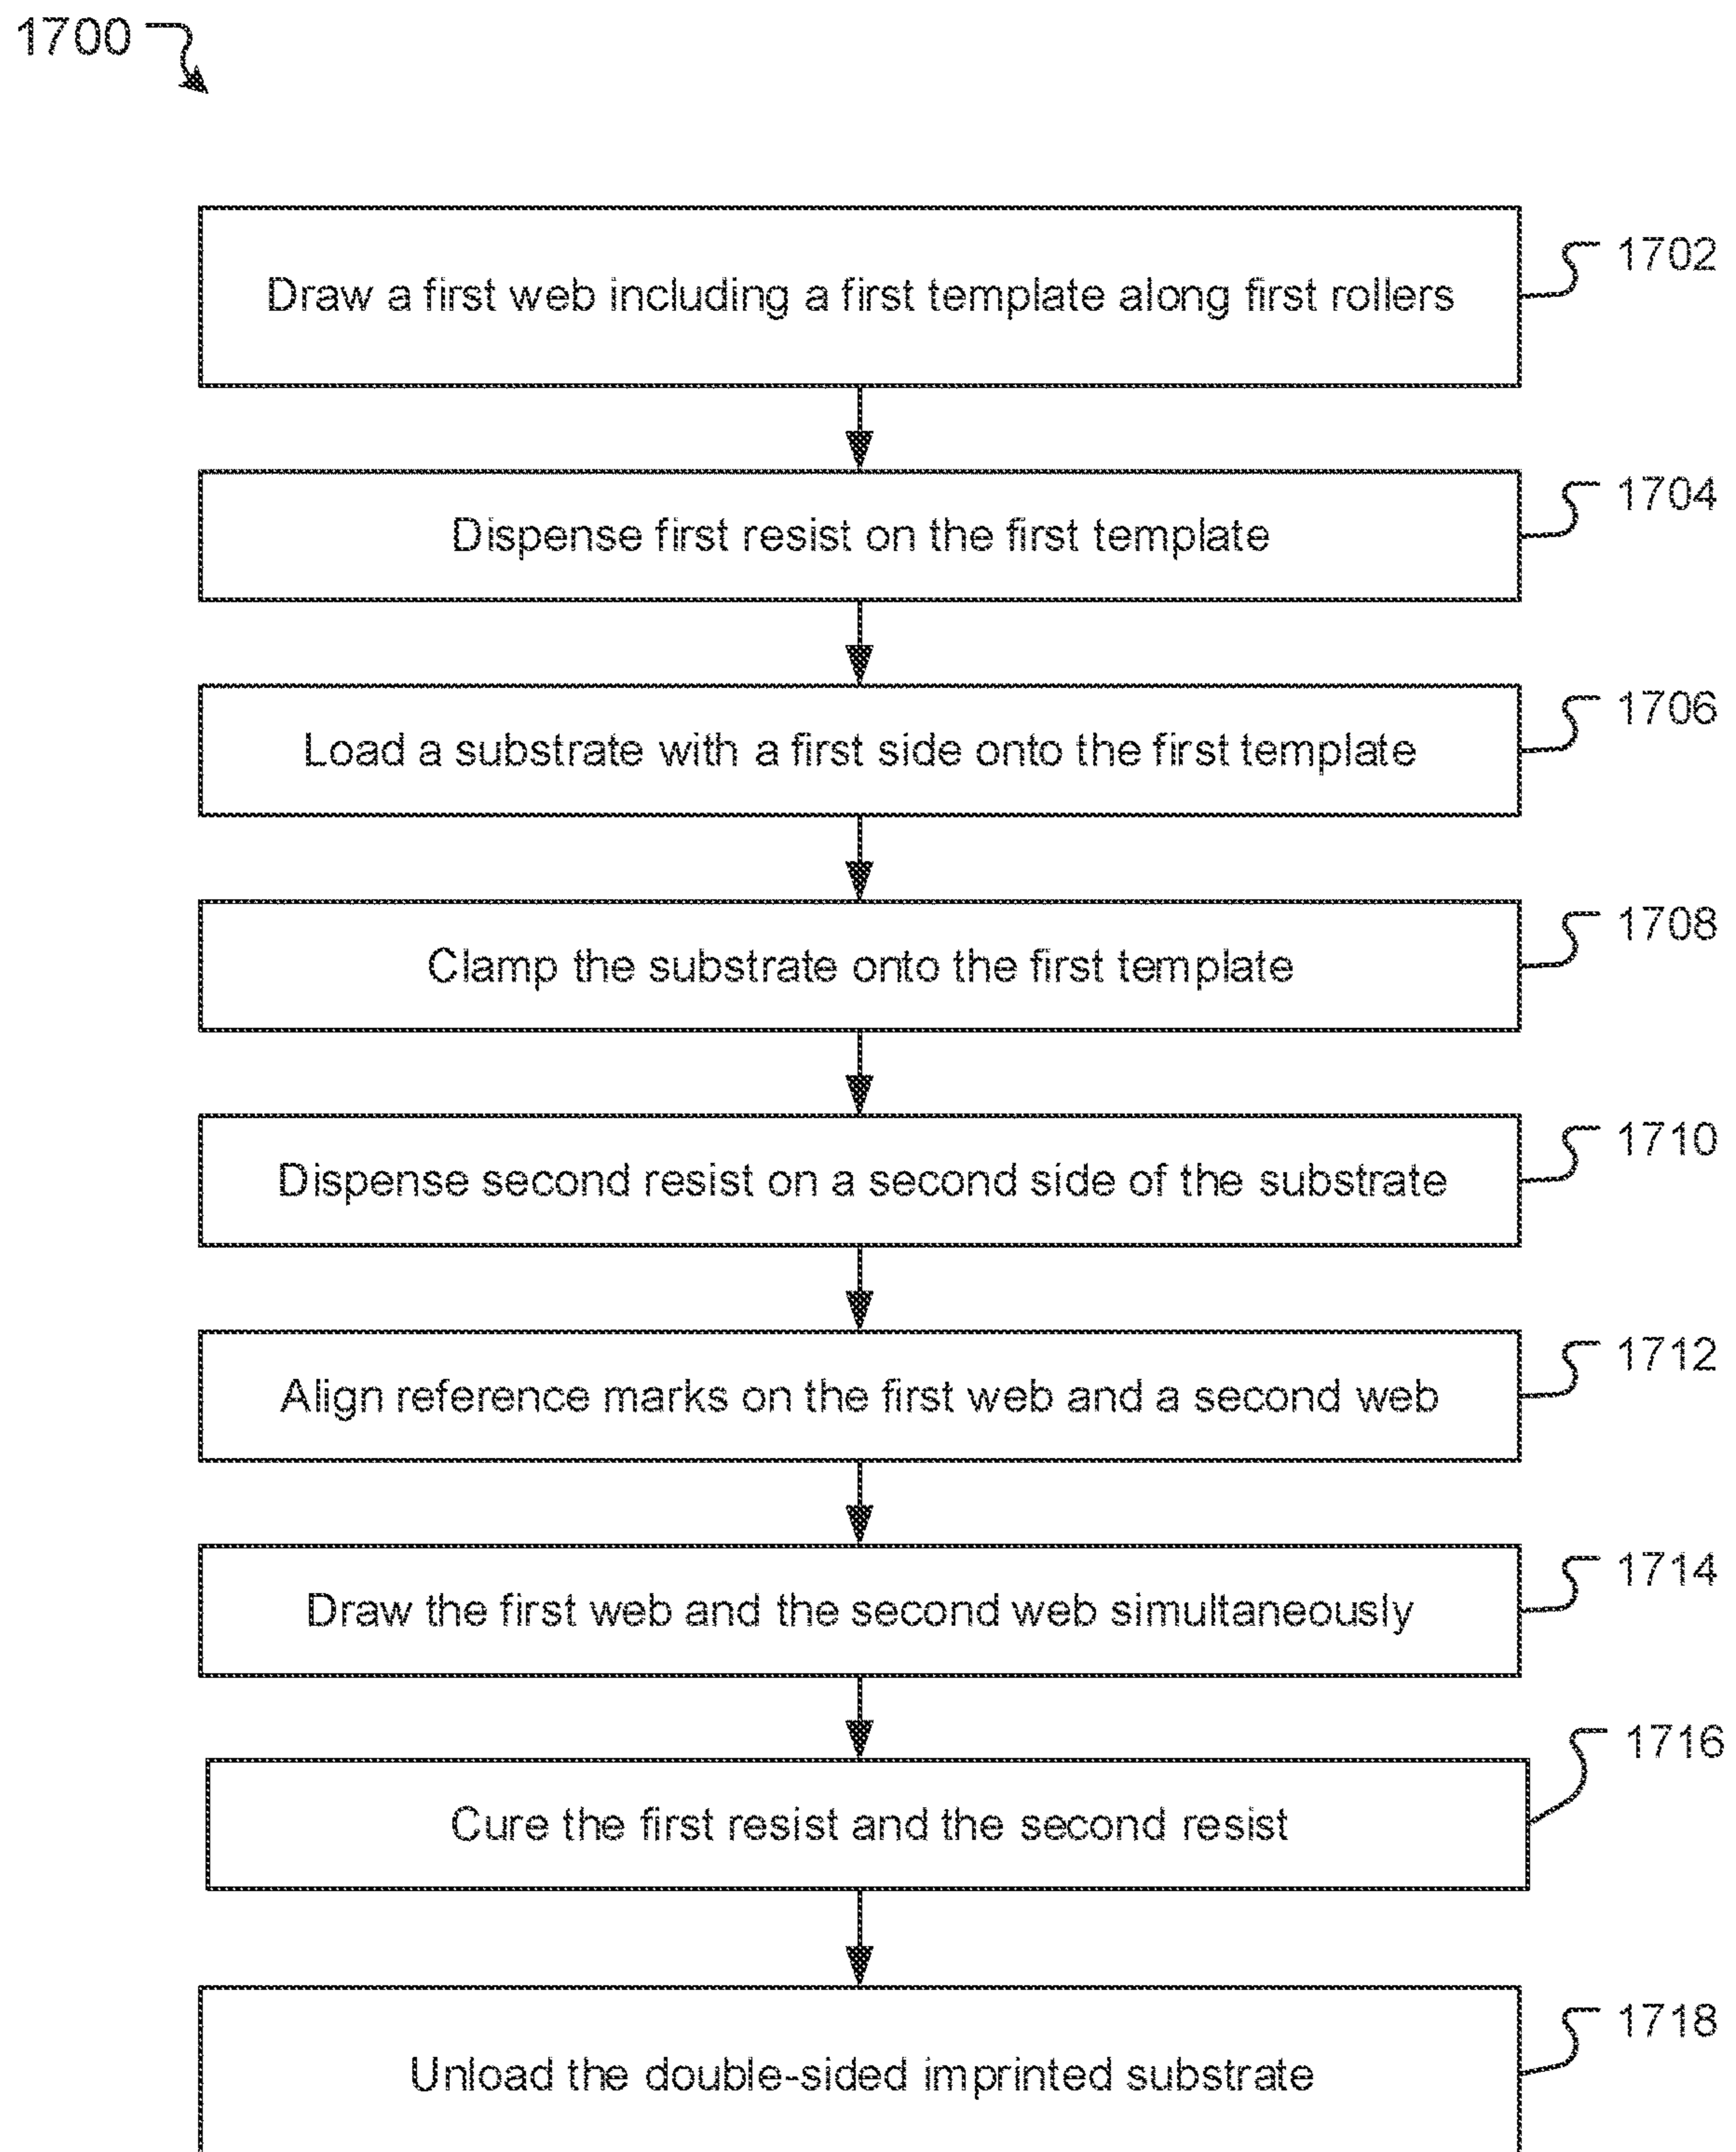 1700
Draw a first web including a first template along first rollers
1702
Dispense first resist on the first template
1704
Load a substrate with a first side onto the first template
1706
Clamp the substrate onto the first template
1708
Dispense second resist on a second side of the substrate
1710
Align reference marks on the first web and a second web
1712
Draw the first web and the second web simultaneously
1714
Cure the first resist and the second resist
1716
Unload the double-sided imprinted substrate
1718